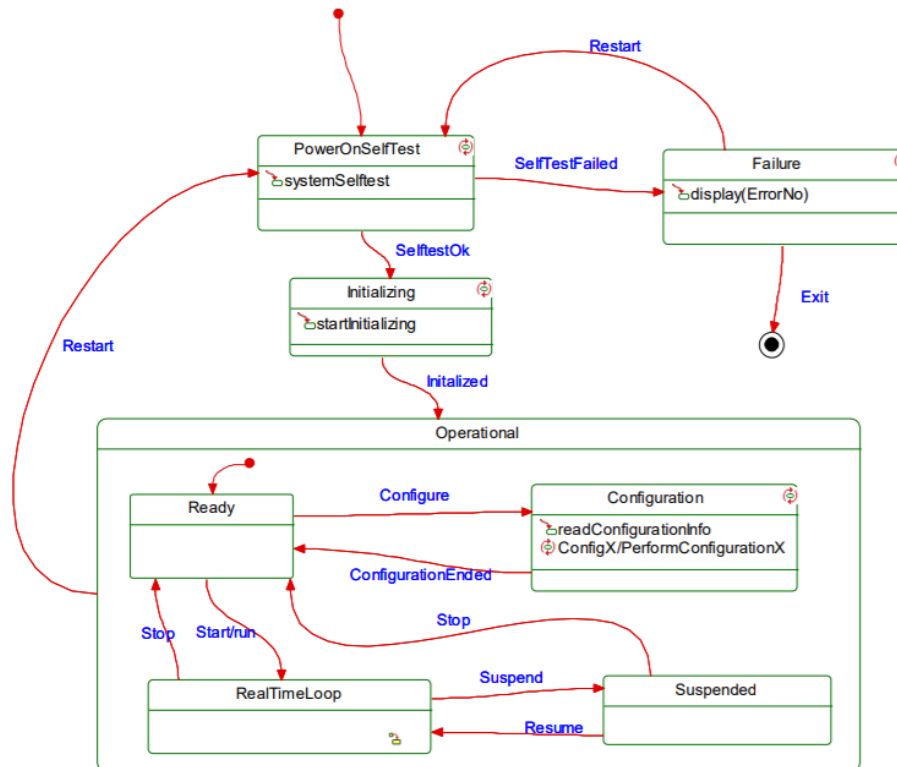 Restart
PowerOnSelfTest
systemSelftest
SelfTestFailed
Failure
display(ErrorNo)
SelftestOk
Exit
Initializing
startInitializing
Restart
Initalized
Operational
Ready
Configure
Configuration
readConfigurationInfo
ConfigX/PerformConfigurationX
ConfigurationEnded
Stop
Start/run
Stop
RealTimeLoop
Suspend
Suspended
Resume